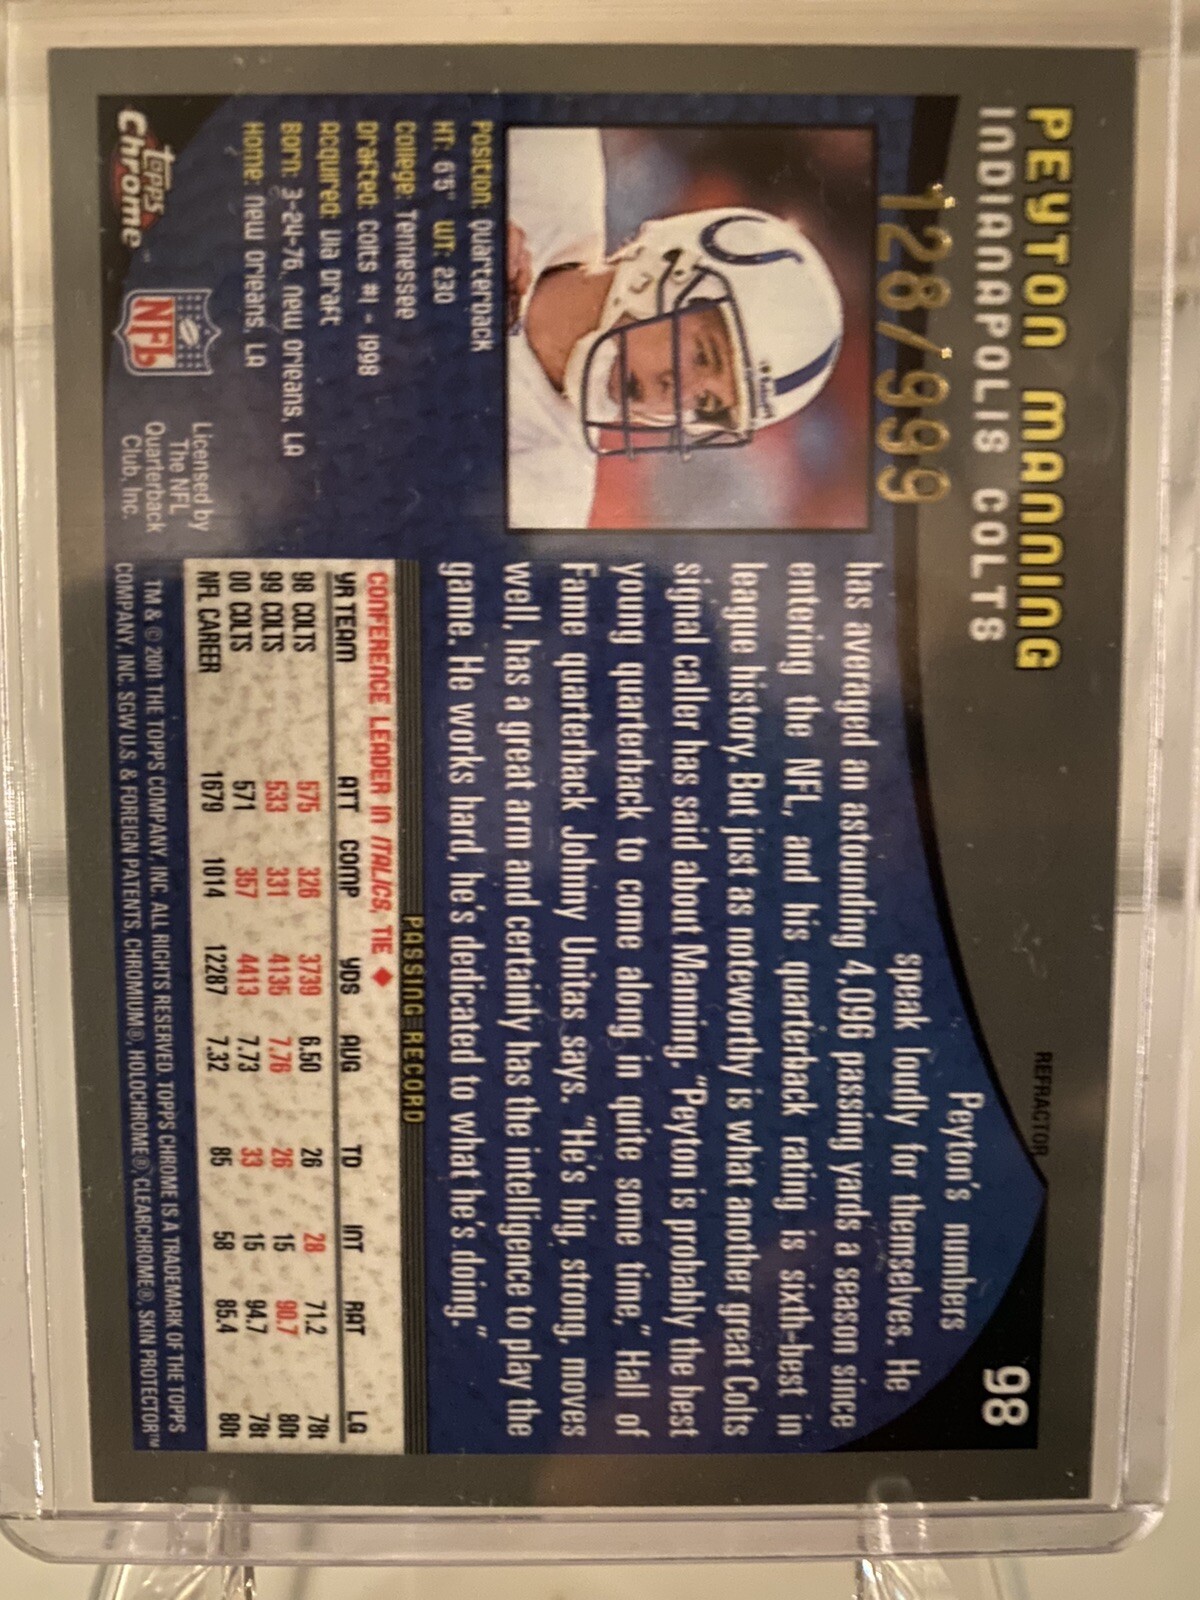 PEYTON MANNING
INDIANAPOLIS COLTS
128/999
REFRACTOR
98
Peyton's numbers
speak loudly for themselves. He
has averaged an astounding 4,096 passing yards a season since
entering the NFL, and his quarterback rating is sixth-best in
league history. But just as noteworthy is what another great Colts
signal caller has said about Manning. "Peyton is probably the best
young quarterback to come along in quite some time," Hall of
Fame quarterback Johnny Unitas says. "He's big, strong, moves
well, has a great arm and certainly has the intelligence to play the
game. He works hard, he's dedicated to what he's doing."
Riddell
Position: Quarterback
HT: 6'5" WT: 230
College: Tennessee
Drafted: Colts #1 - 1998
Acquired: Via Draft
Born: 3-24-76, New Orleans, LA
Home: New Orleans, LA
PASSING RECORD
CONFERENCE LEADER IN ITALICS, TIE ♦
YR TEAM ATT COMP YDS AVG TD INT RAT LG
98 COLTS 575 326 3739 6.50 26 28 71.2 78t
99 COLTS 533 331 4135 7.76 26 15 90.7 80t
00 COLTS 571 357 4413 7.73 33 15 94.7 78t
NFL CAREER 1679 1014 12287 7.32 85 58 85.4 80t
Topps
Chrome
NFL
Licensed by
The NFL
Quarterback
Club, Inc.
TM & © 2001 THE TOPPS COMPANY, INC. ALL RIGHTS RESERVED. TOPPS CHROME IS A TRADEMARK OF THE TOPPS
COMPANY, INC. SGW U.S. & FOREIGN PATENTS, CHROMIUM®, HOLOCHROME®, CLEARCHROME®, SKIN PROTECTOR™